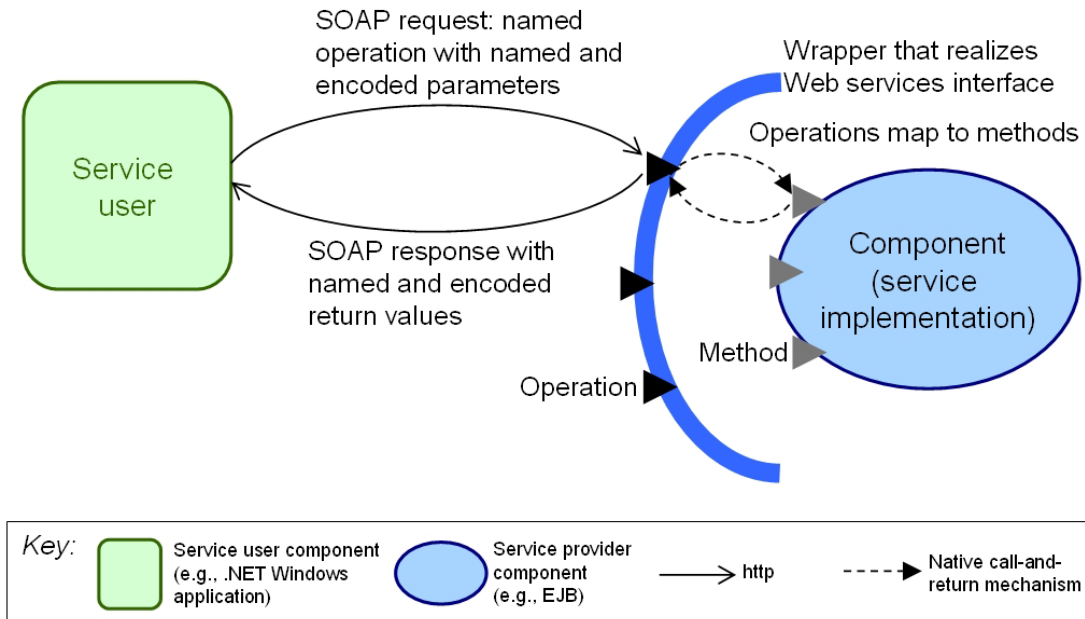 SOAP request: named
operation with named and
encoded parameters
Wrapper that realizes
Web services interface
Operations map to methods
Service
user
SOAP response with
named and encoded
return values
Component
(service
implementation)
Method
Operation
Key:
Service user component
(e.g., .NET Windows
application)
Service provider
component
(e.g., EJB)
http
Native call-and-
return mechanism